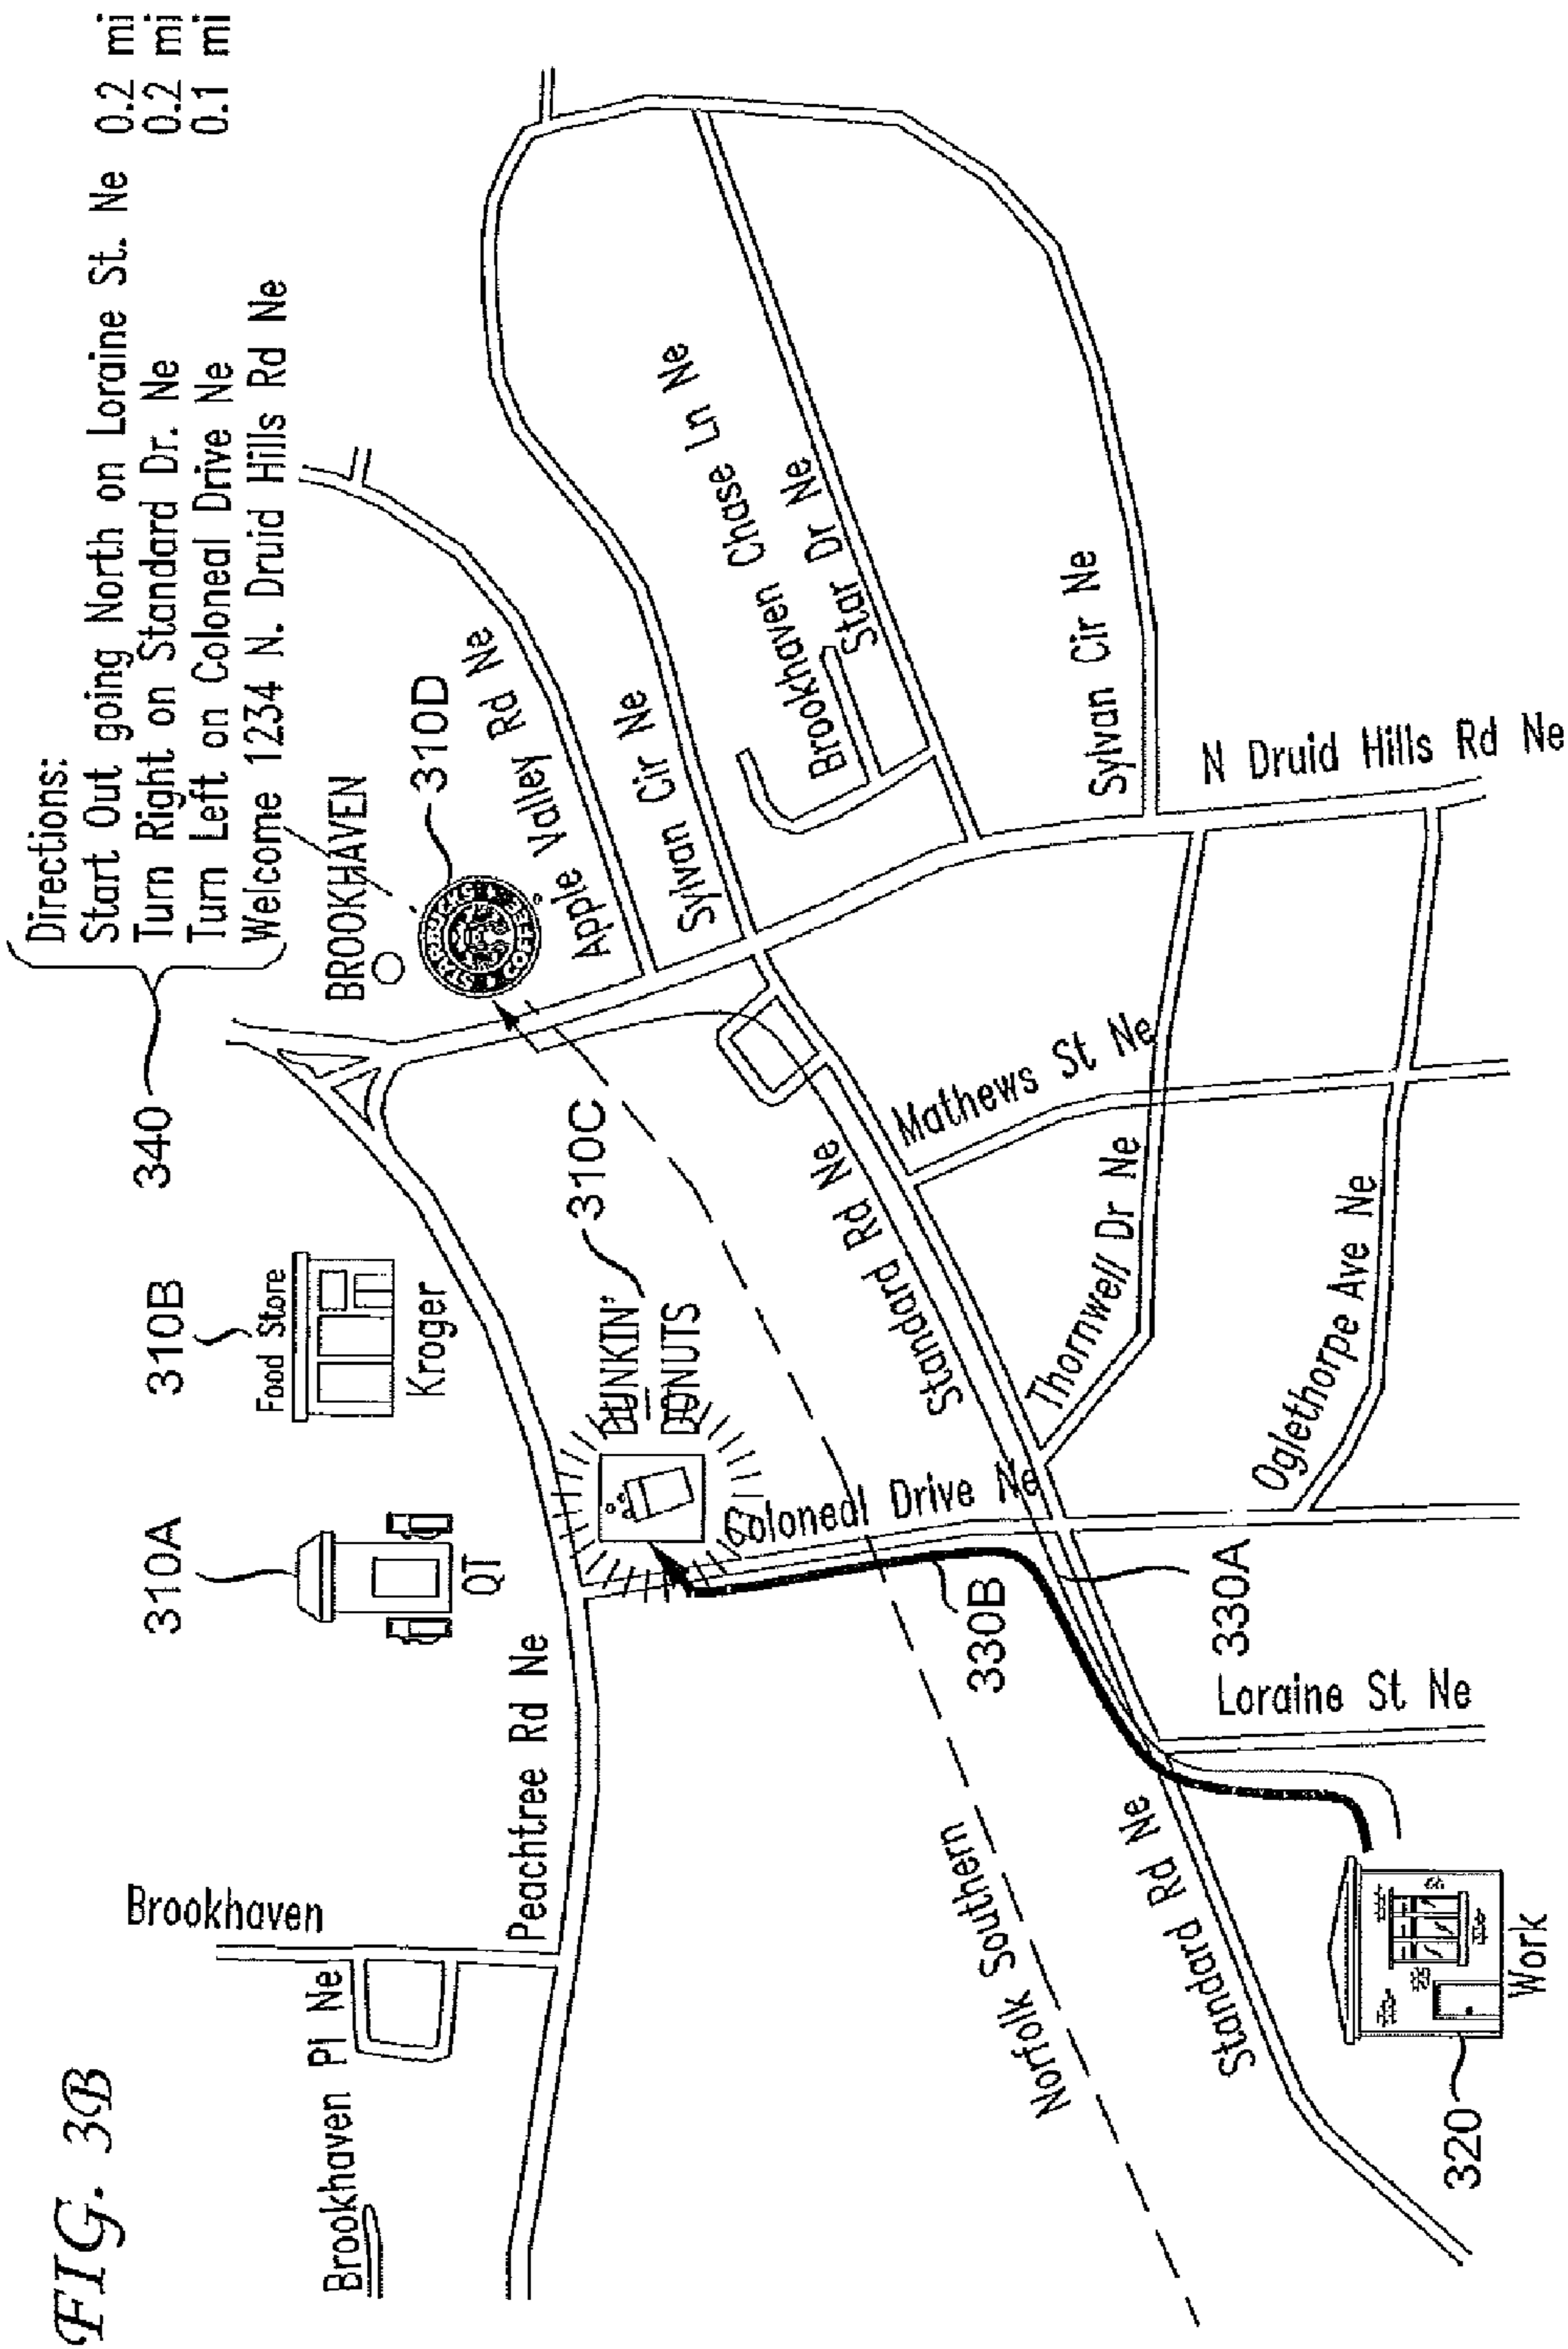 FIG. 3B
340
Directions:
Start Out going North on Loraine St. Ne 0.2 mi
Turn Right on Standard Dr. Ne 0.2 mi
Turn Left on Coloneal Drive Ne 0.1 mi
Welcome 1234 N. Druid Hills Rd Ne
310A
310B
Food Store
Kroger
QT
Brookhaven
Brookhaven Pl Ne
Peachtree Rd Ne
310C
DUNKIN'
DONUTS
BROOKHAVEN
310D
STARBUCKS COFFEE
Apple Valley Rd Ne
Sylvan Cir Ne
Brookhaven Chase Ln Ne
Star Dr Ne
Coloneal Drive Ne
Standard Rd Ne
Mathews St Ne
Sylvan Cir Ne
N Druid Hills Rd Ne
Norfolk Southern
330B
330A
Thornwell Dr Ne
Oglethorpe Ave Ne
Standard Rd Ne
Loraine St Ne
320
Work